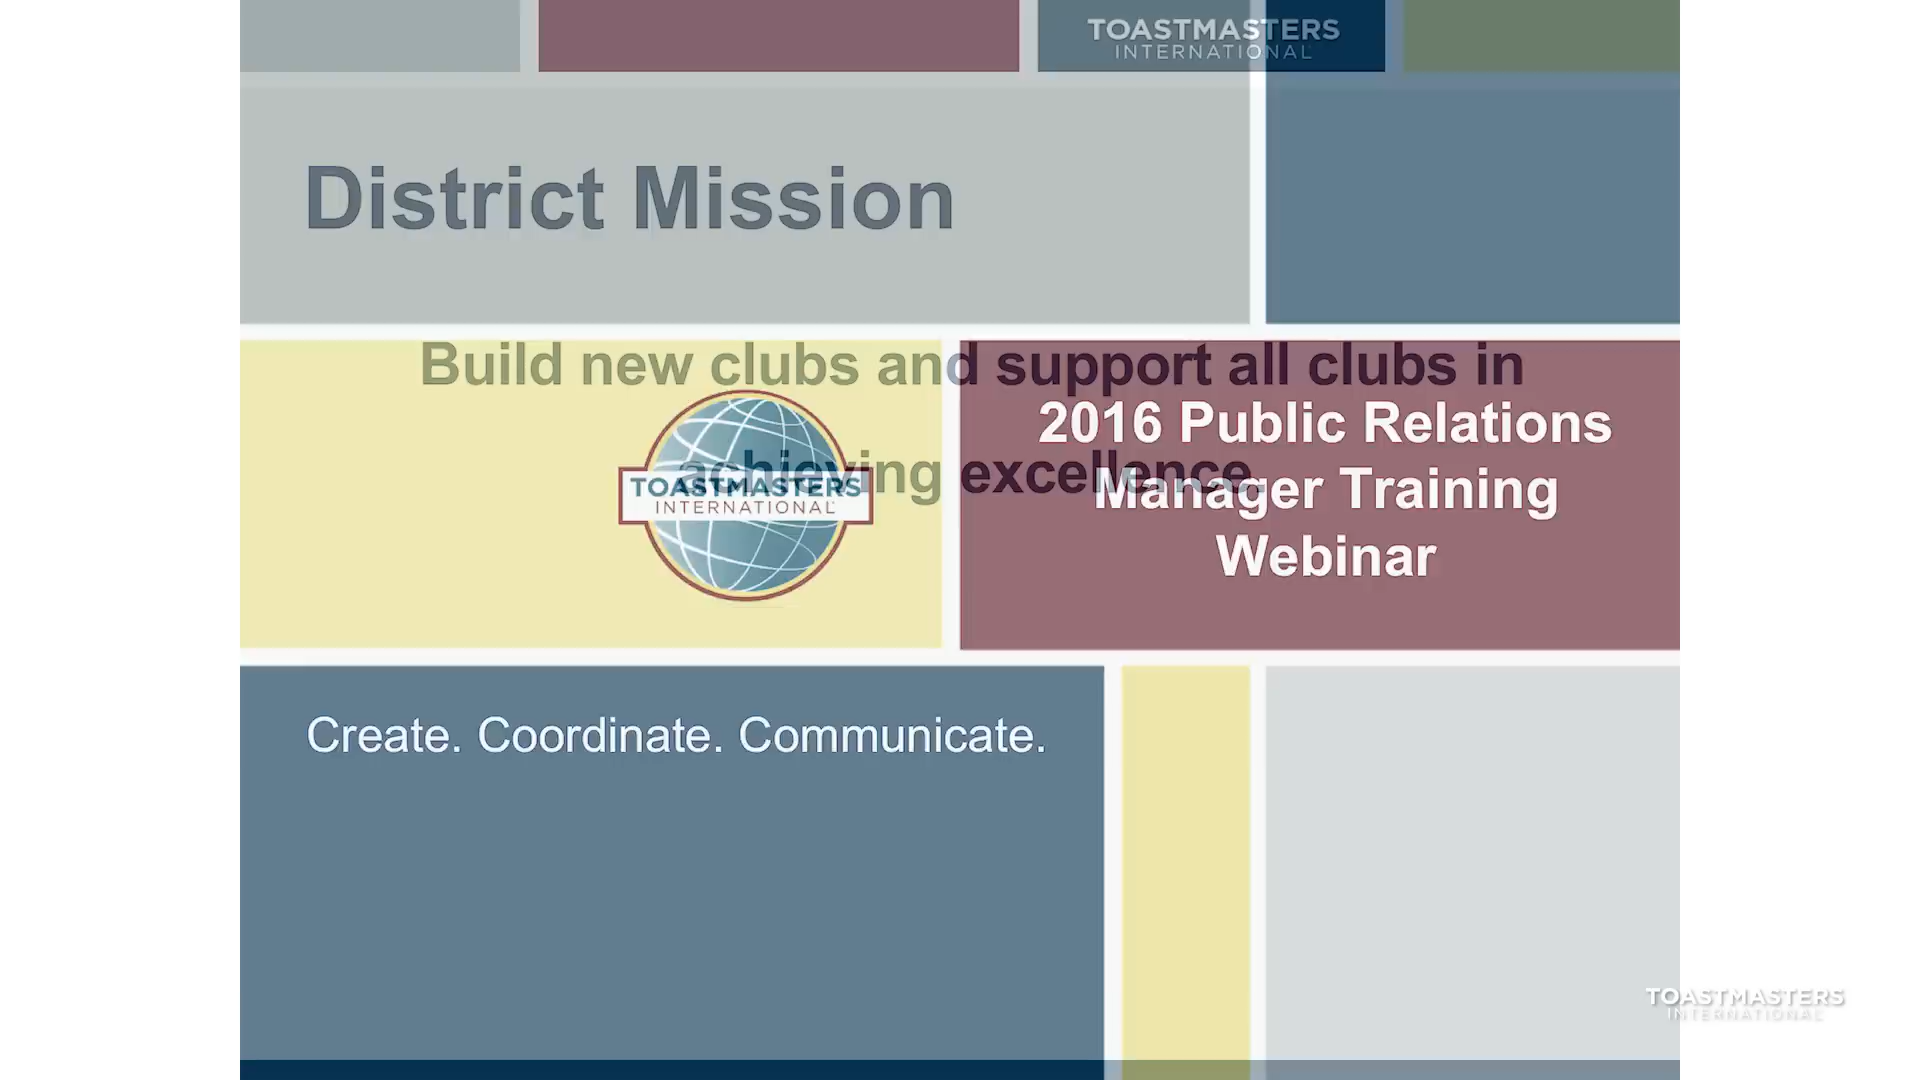 TOASTMASTERS
INTERNATIONAL
District Mission
Build new clubs and support all clubs in
achieving excellence.
2016 Public Relations
Manager Training
Webinar
TOASTMASTERS
INTERNATIONAL
Create. Coordinate. Communicate.
TOASTMASTERS
INTERNATIONAL